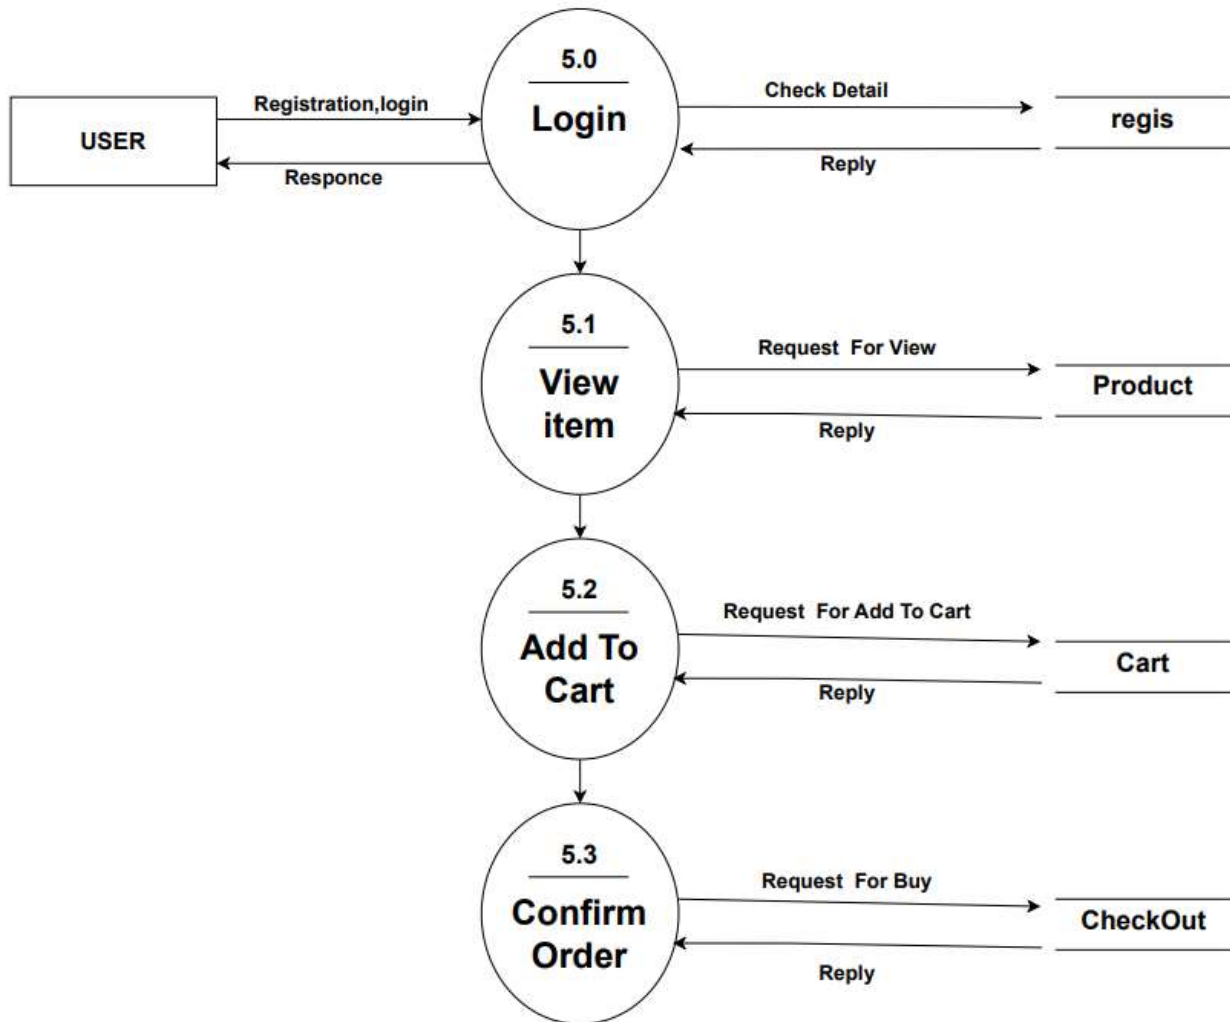 5.0
Login
USER
Registration,login
Responce
Check Detail
Reply
regis
5.1
View
item
Request For View
Reply
Product
5.2
Add To
Cart
Request For Add To Cart
Reply
Cart
5.3
Confirm
Order
Request For Buy
Reply
CheckOut